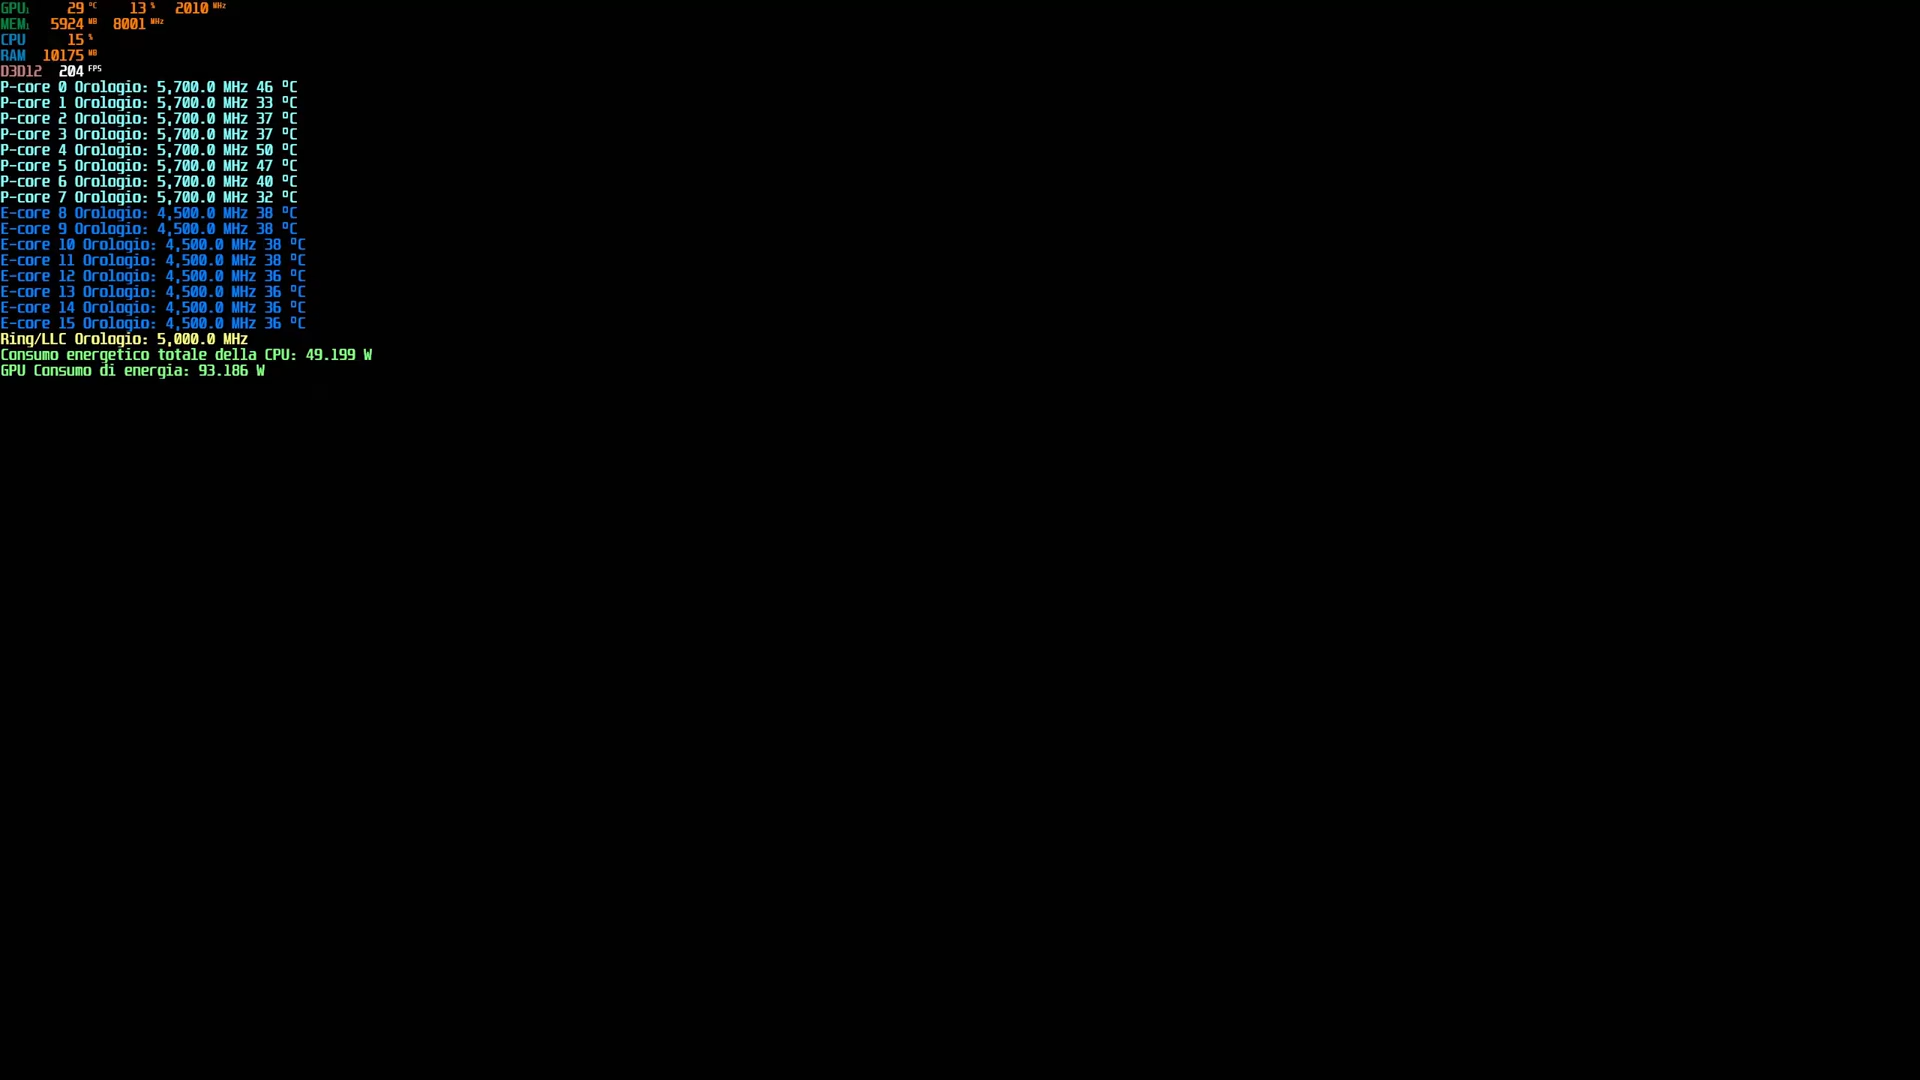 GPU1 29 °C 13 % 2010 MHz
MEM1 5924 MB 8001 MHz
CPU 15 %
RAM 10175 MB
D3D12 204 FPS
P-core 0 Orologio: 5,700.0 MHz 46 °C
P-core 1 Orologio: 5,700.0 MHz 33 °C
P-core 2 Orologio: 5,700.0 MHz 37 °C
P-core 3 Orologio: 5,700.0 MHz 37 °C
P-core 4 Orologio: 5,700.0 MHz 50 °C
P-core 5 Orologio: 5,700.0 MHz 47 °C
P-core 6 Orologio: 5,700.0 MHz 40 °C
P-core 7 Orologio: 5,700.0 MHz 32 °C
E-core 8 Orologio: 4,500.0 MHz 38 °C
E-core 9 Orologio: 4,500.0 MHz 38 °C
E-core 10 Orologio: 4,500.0 MHz 38 °C
E-core 11 Orologio: 4,500.0 MHz 38 °C
E-core 12 Orologio: 4,500.0 MHz 36 °C
E-core 13 Orologio: 4,500.0 MHz 36 °C
E-core 14 Orologio: 4,500.0 MHz 36 °C
E-core 15 Orologio: 4,500.0 MHz 36 °C
Ring/LLC Orologio: 5,000.0 MHz
Consumo energetico totale della CPU: 49.199 W
GPU Consumo di energia: 93.186 W